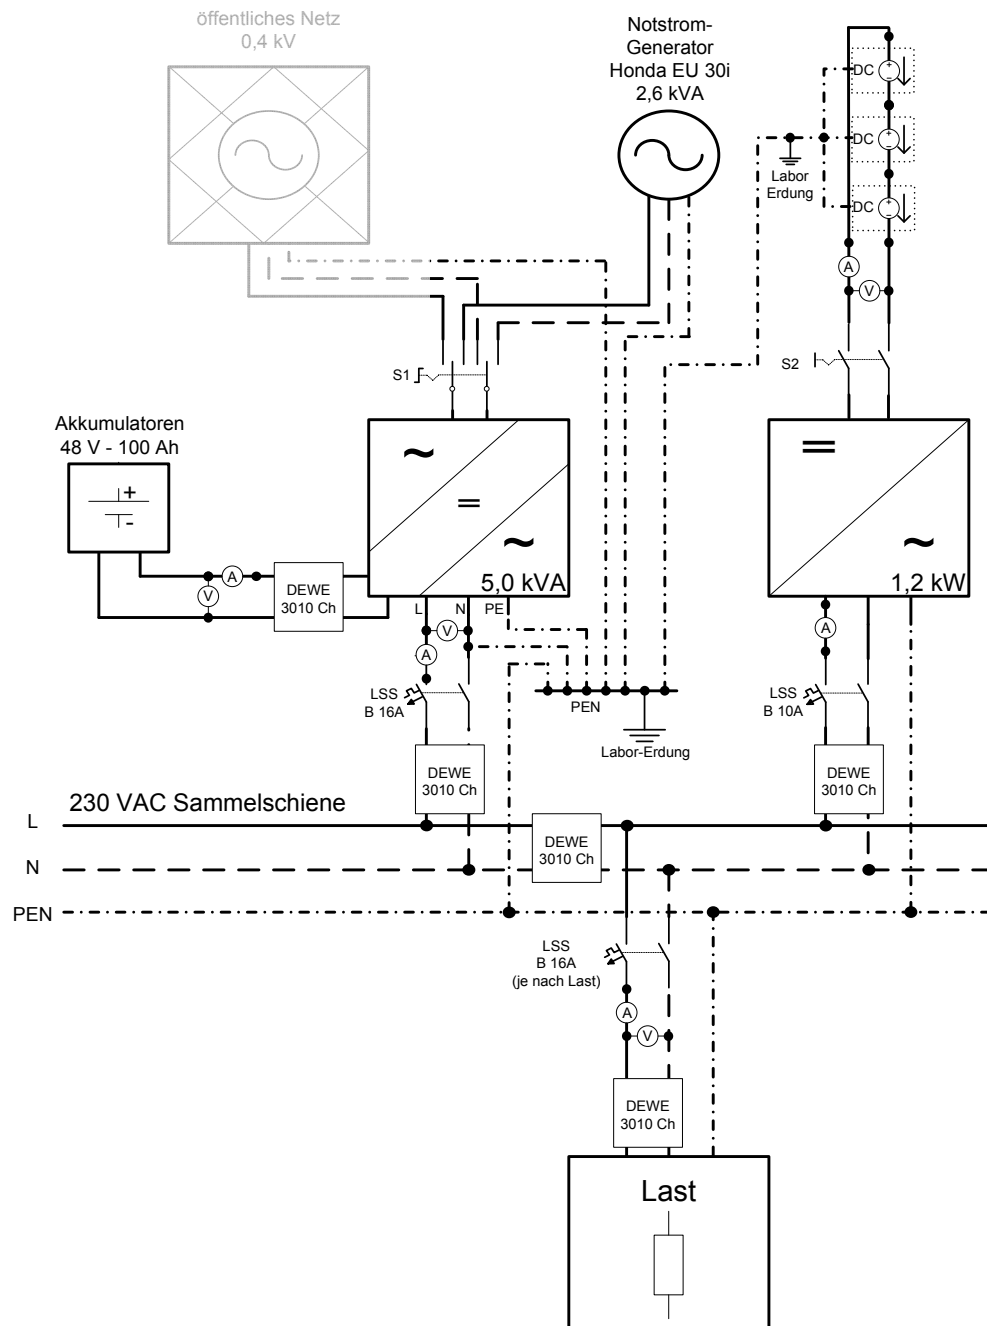 öffentliches Netz
0,4 kV
Notstrom-
Generator
Honda EU 30i
2,6 kVA
DC
DC
DC
Labor
Erdung
A
V
S1
S2
Akkumulatoren
48 V - 100 Ah
+
-
A
V
DEWE
3010 Ch
~
=
~
5,0 kVA
=
~
1,2 kW
L
N
PE
V
A
A
LSS
B 16A
PEN
Labor-Erdung
LSS
B 10A
DEWE
3010 Ch
DEWE
3010 Ch
230 VAC Sammelschiene
L
N
PEN
DEWE
3010 Ch
LSS
B 16A
(je nach Last)
A
V
DEWE
3010 Ch
Last